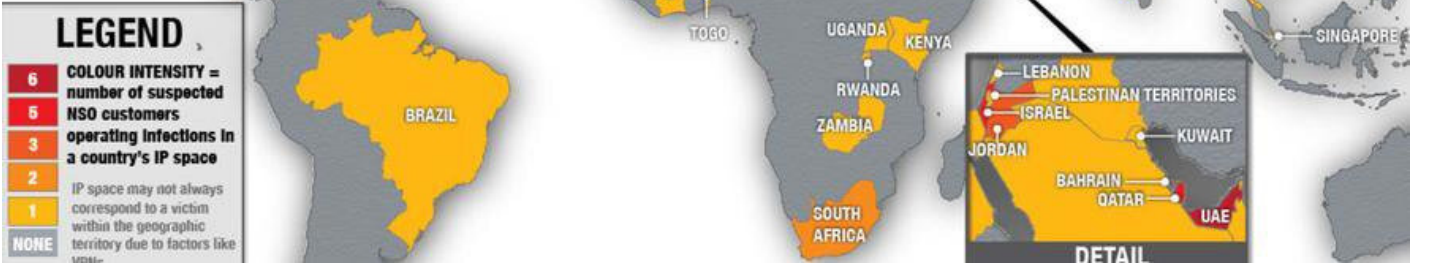 LEGEND
6
5
3
2
1
NONE
COLOUR INTENSITY =
number of suspected
NSO customers
operating infections in
a country's IP space
IP space may not always
correspond to a victim
within the geographic
territory due to factors like
VPNs
BRAZIL
TOGO
UGANDA
KENYA
RWANDA
ZAMBIA
SOUTH
AFRICA
LEBANON
PALESTINAN TERRITORIES
ISRAEL
JORDAN
KUWAIT
BAHRAIN
QATAR
UAE
DETAIL
SINGAPORE